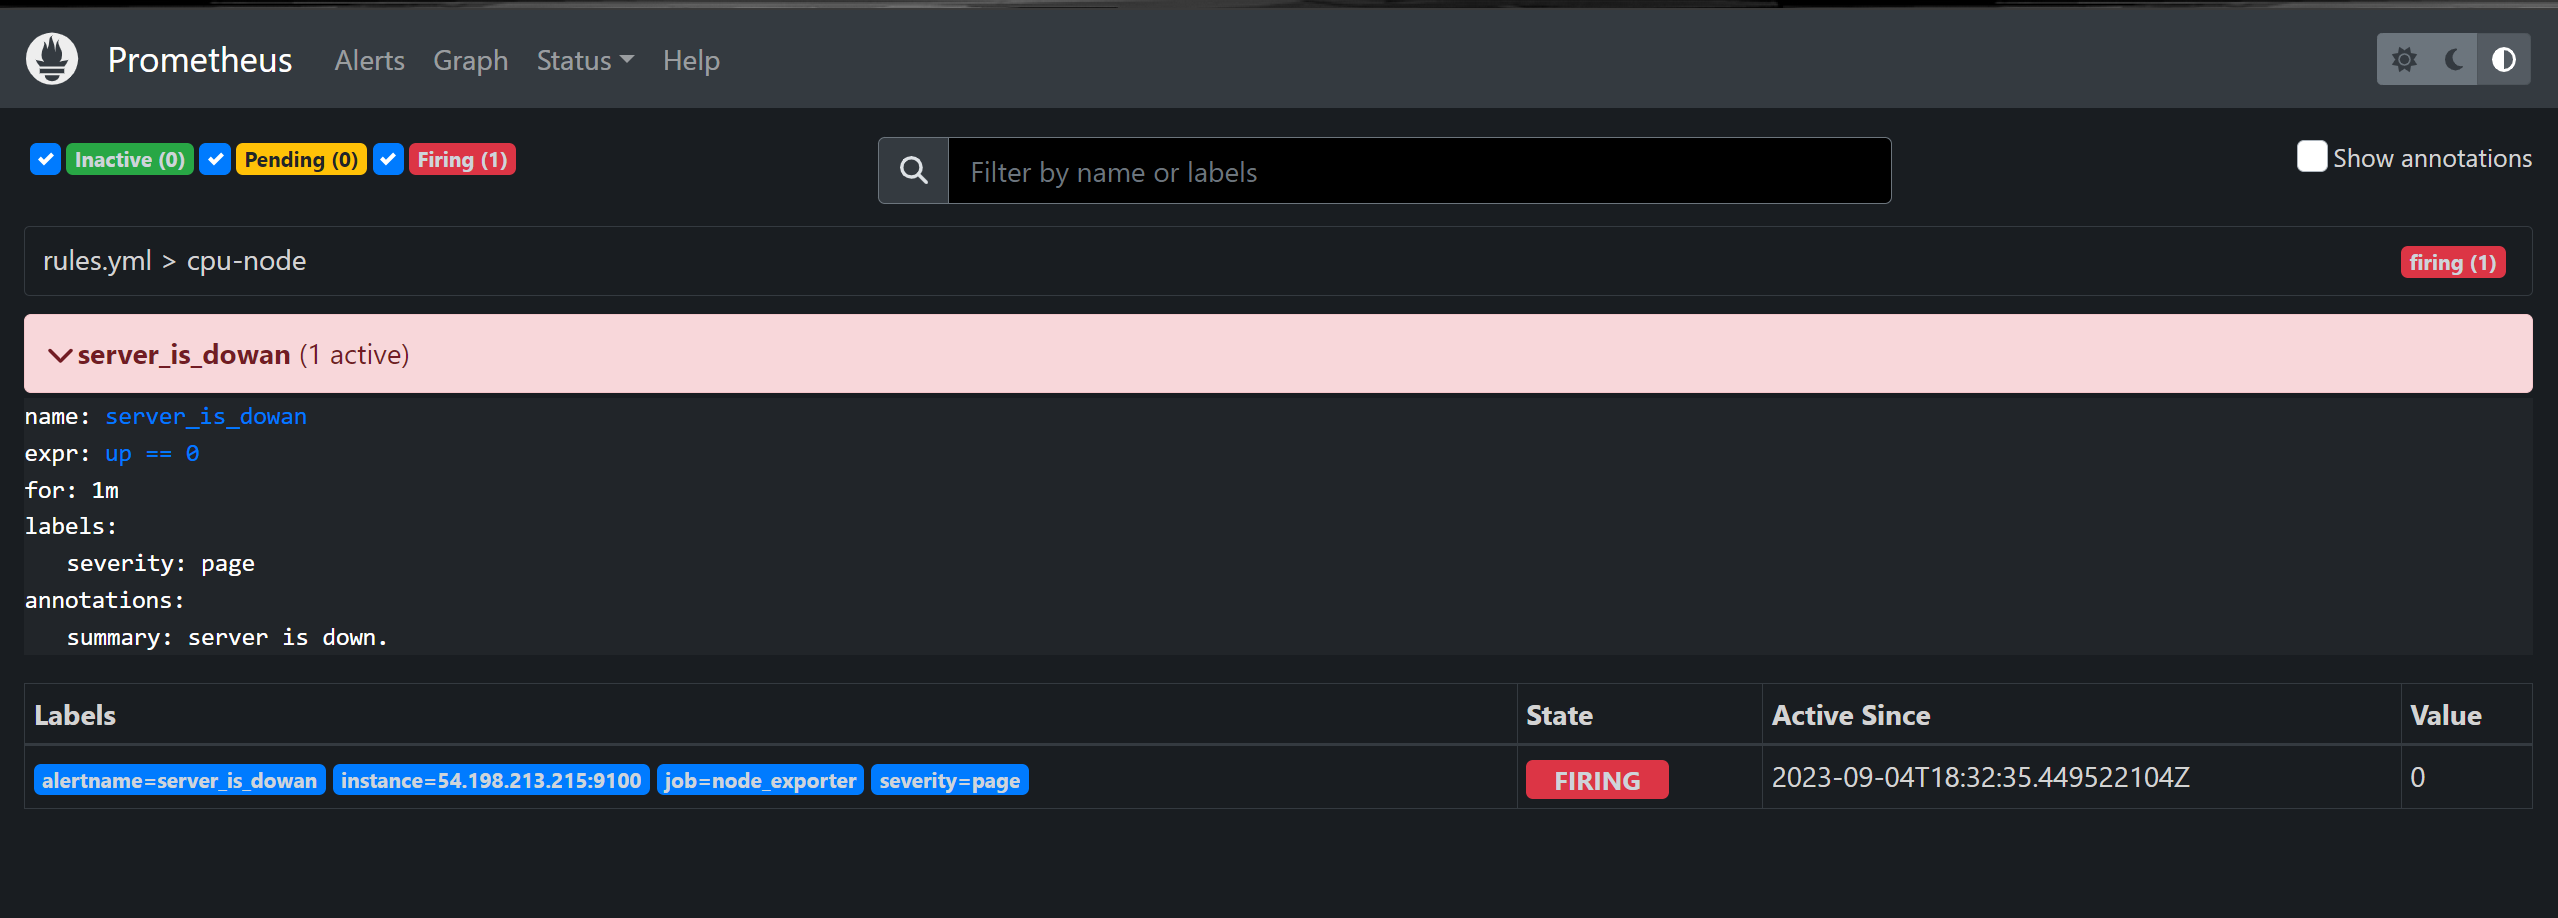 Prometheus Alerts Graph Status Help
Inactive (0) Pending (0) Firing (1) Filter by name or labels Show annotations
rules.yml > cpu-node firing (1)
server_is_dowan (1 active)
name: server_is_dowan
expr: up == 0
for: 1m
labels:
severity: page
annotations:
summary: server is down.
Labels State Active Since Value
alertname=server_is_dowan instance=54.198.213.215:9100 job=node_exporter severity=page FIRING 2023-09-04T18:32:35.449522104Z 0